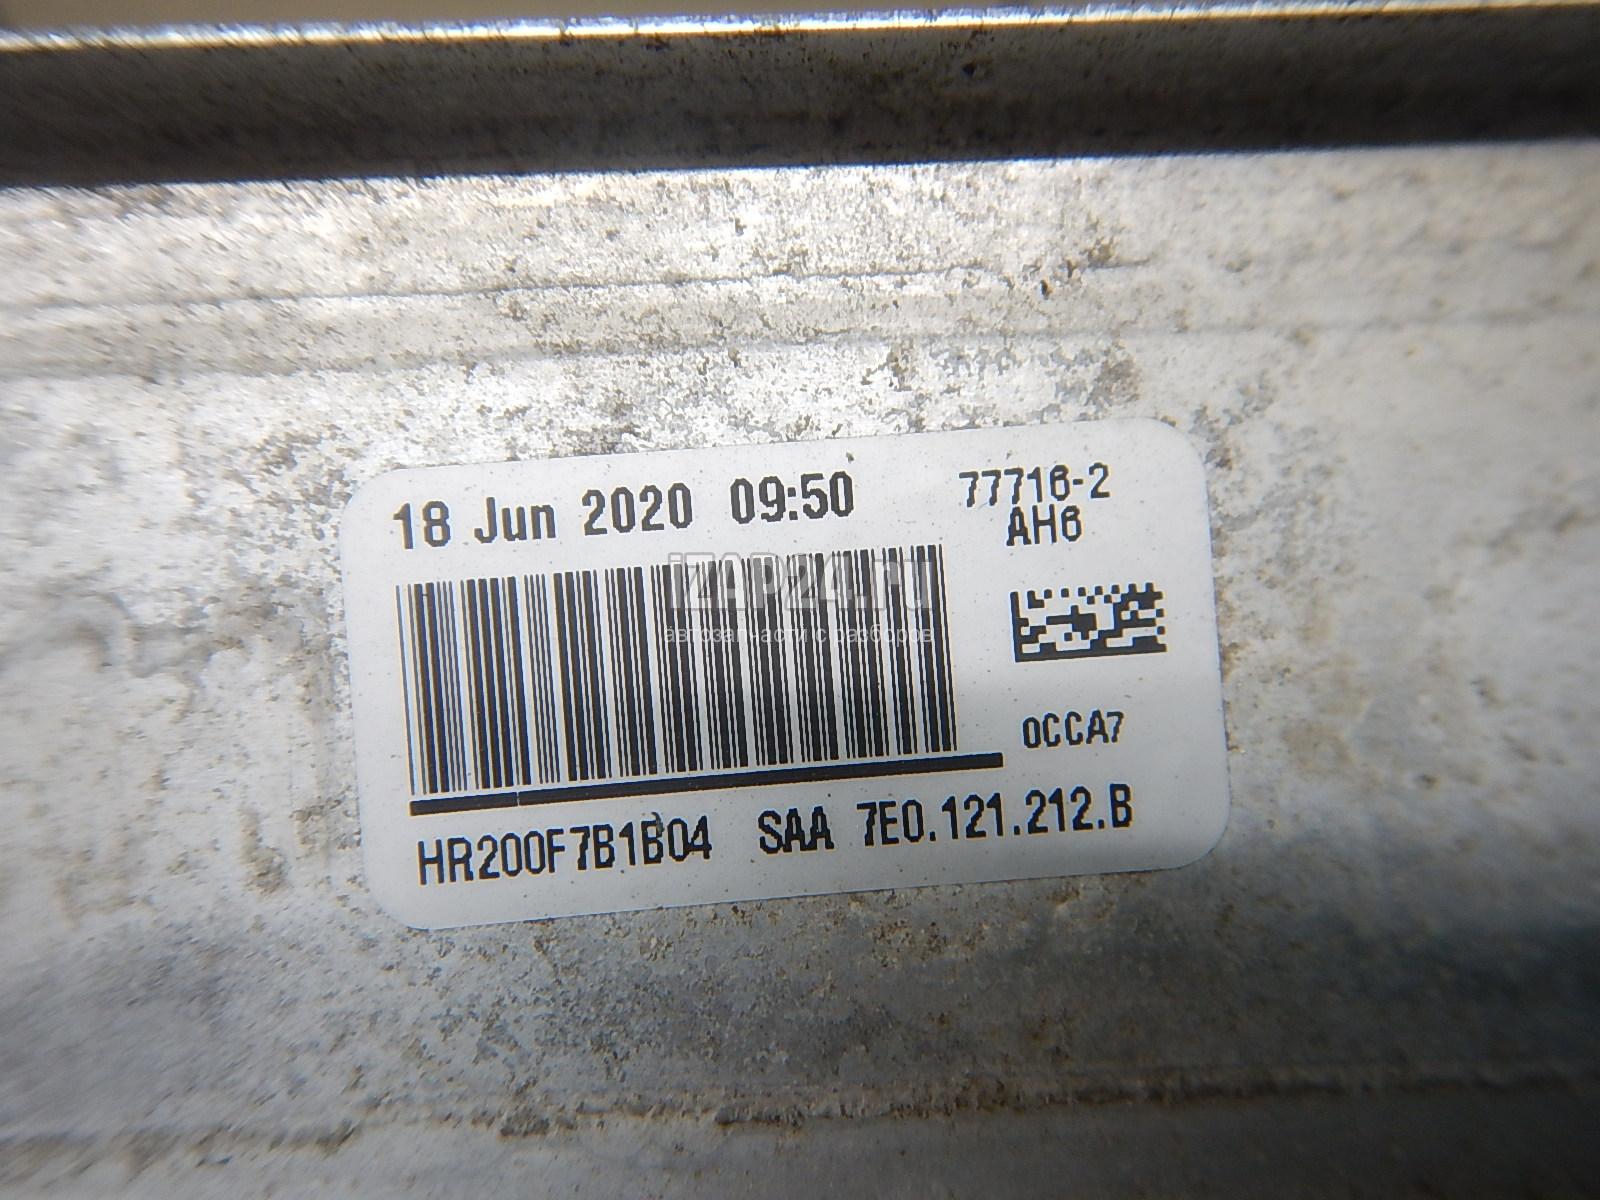 18 Jun 2020 09:50
77716-2
AH6
iZAP24.ru
автозапчасти с разборов
0CCA7
HR200F7B1B04 SAA 7E0.121.212.B